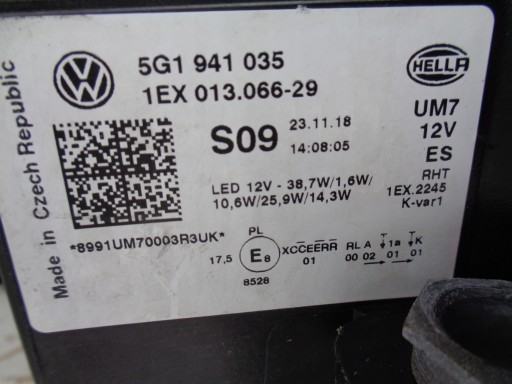 Made in Czech Republic
VW
5G1 941 035
1EX 013.066-29
HELLA
S09
23.11.18
14:08:05
UM7
12V
ES
RHT
1EX.2245
K-var1
LED 12V - 38,7W/1,6W/
10,6W/25,9W/14,3W
*8991UM70003R3UK*
PL
17,5
E8
8528
XCCEERR RL A 1a K
01 00 02 01 01